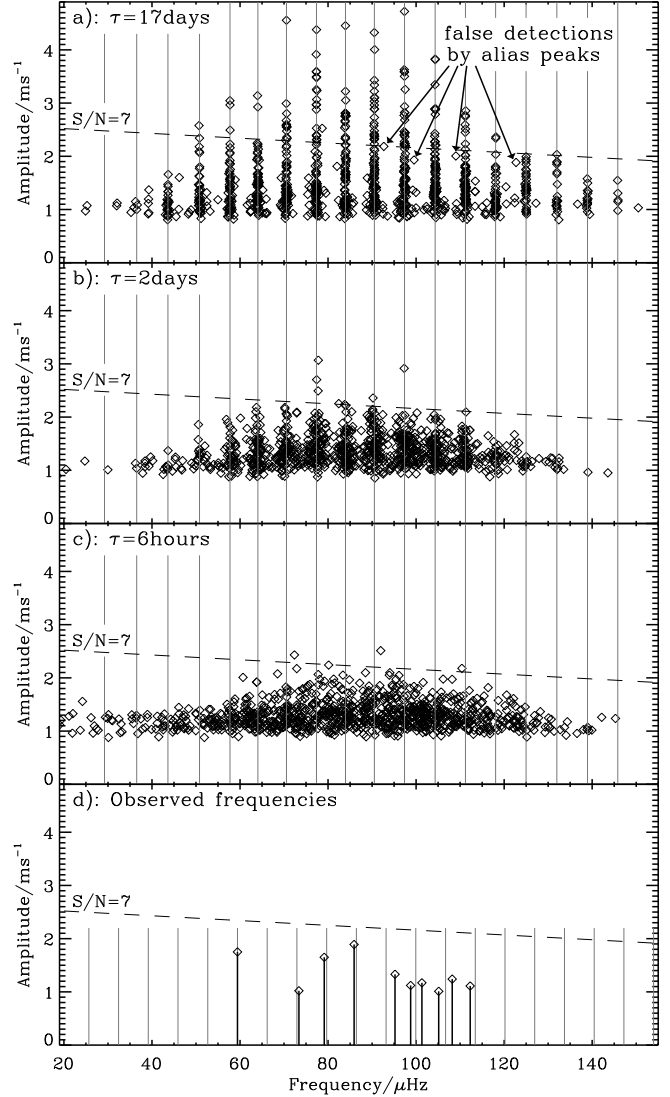 a): τ=17days
false detections
by alias peaks
S/N=7
4
3
2
1
0
Amplitude/ms⁻¹
b): τ=2days
S/N=7
4
3
2
1
0
Amplitude/ms⁻¹
c): τ=6hours
S/N=7
4
3
2
1
0
Amplitude/ms⁻¹
d): Observed frequencies
S/N=7
4
3
2
1
0
Amplitude/ms⁻¹
20 40 60 80 100 120 140
Frequency/μHz